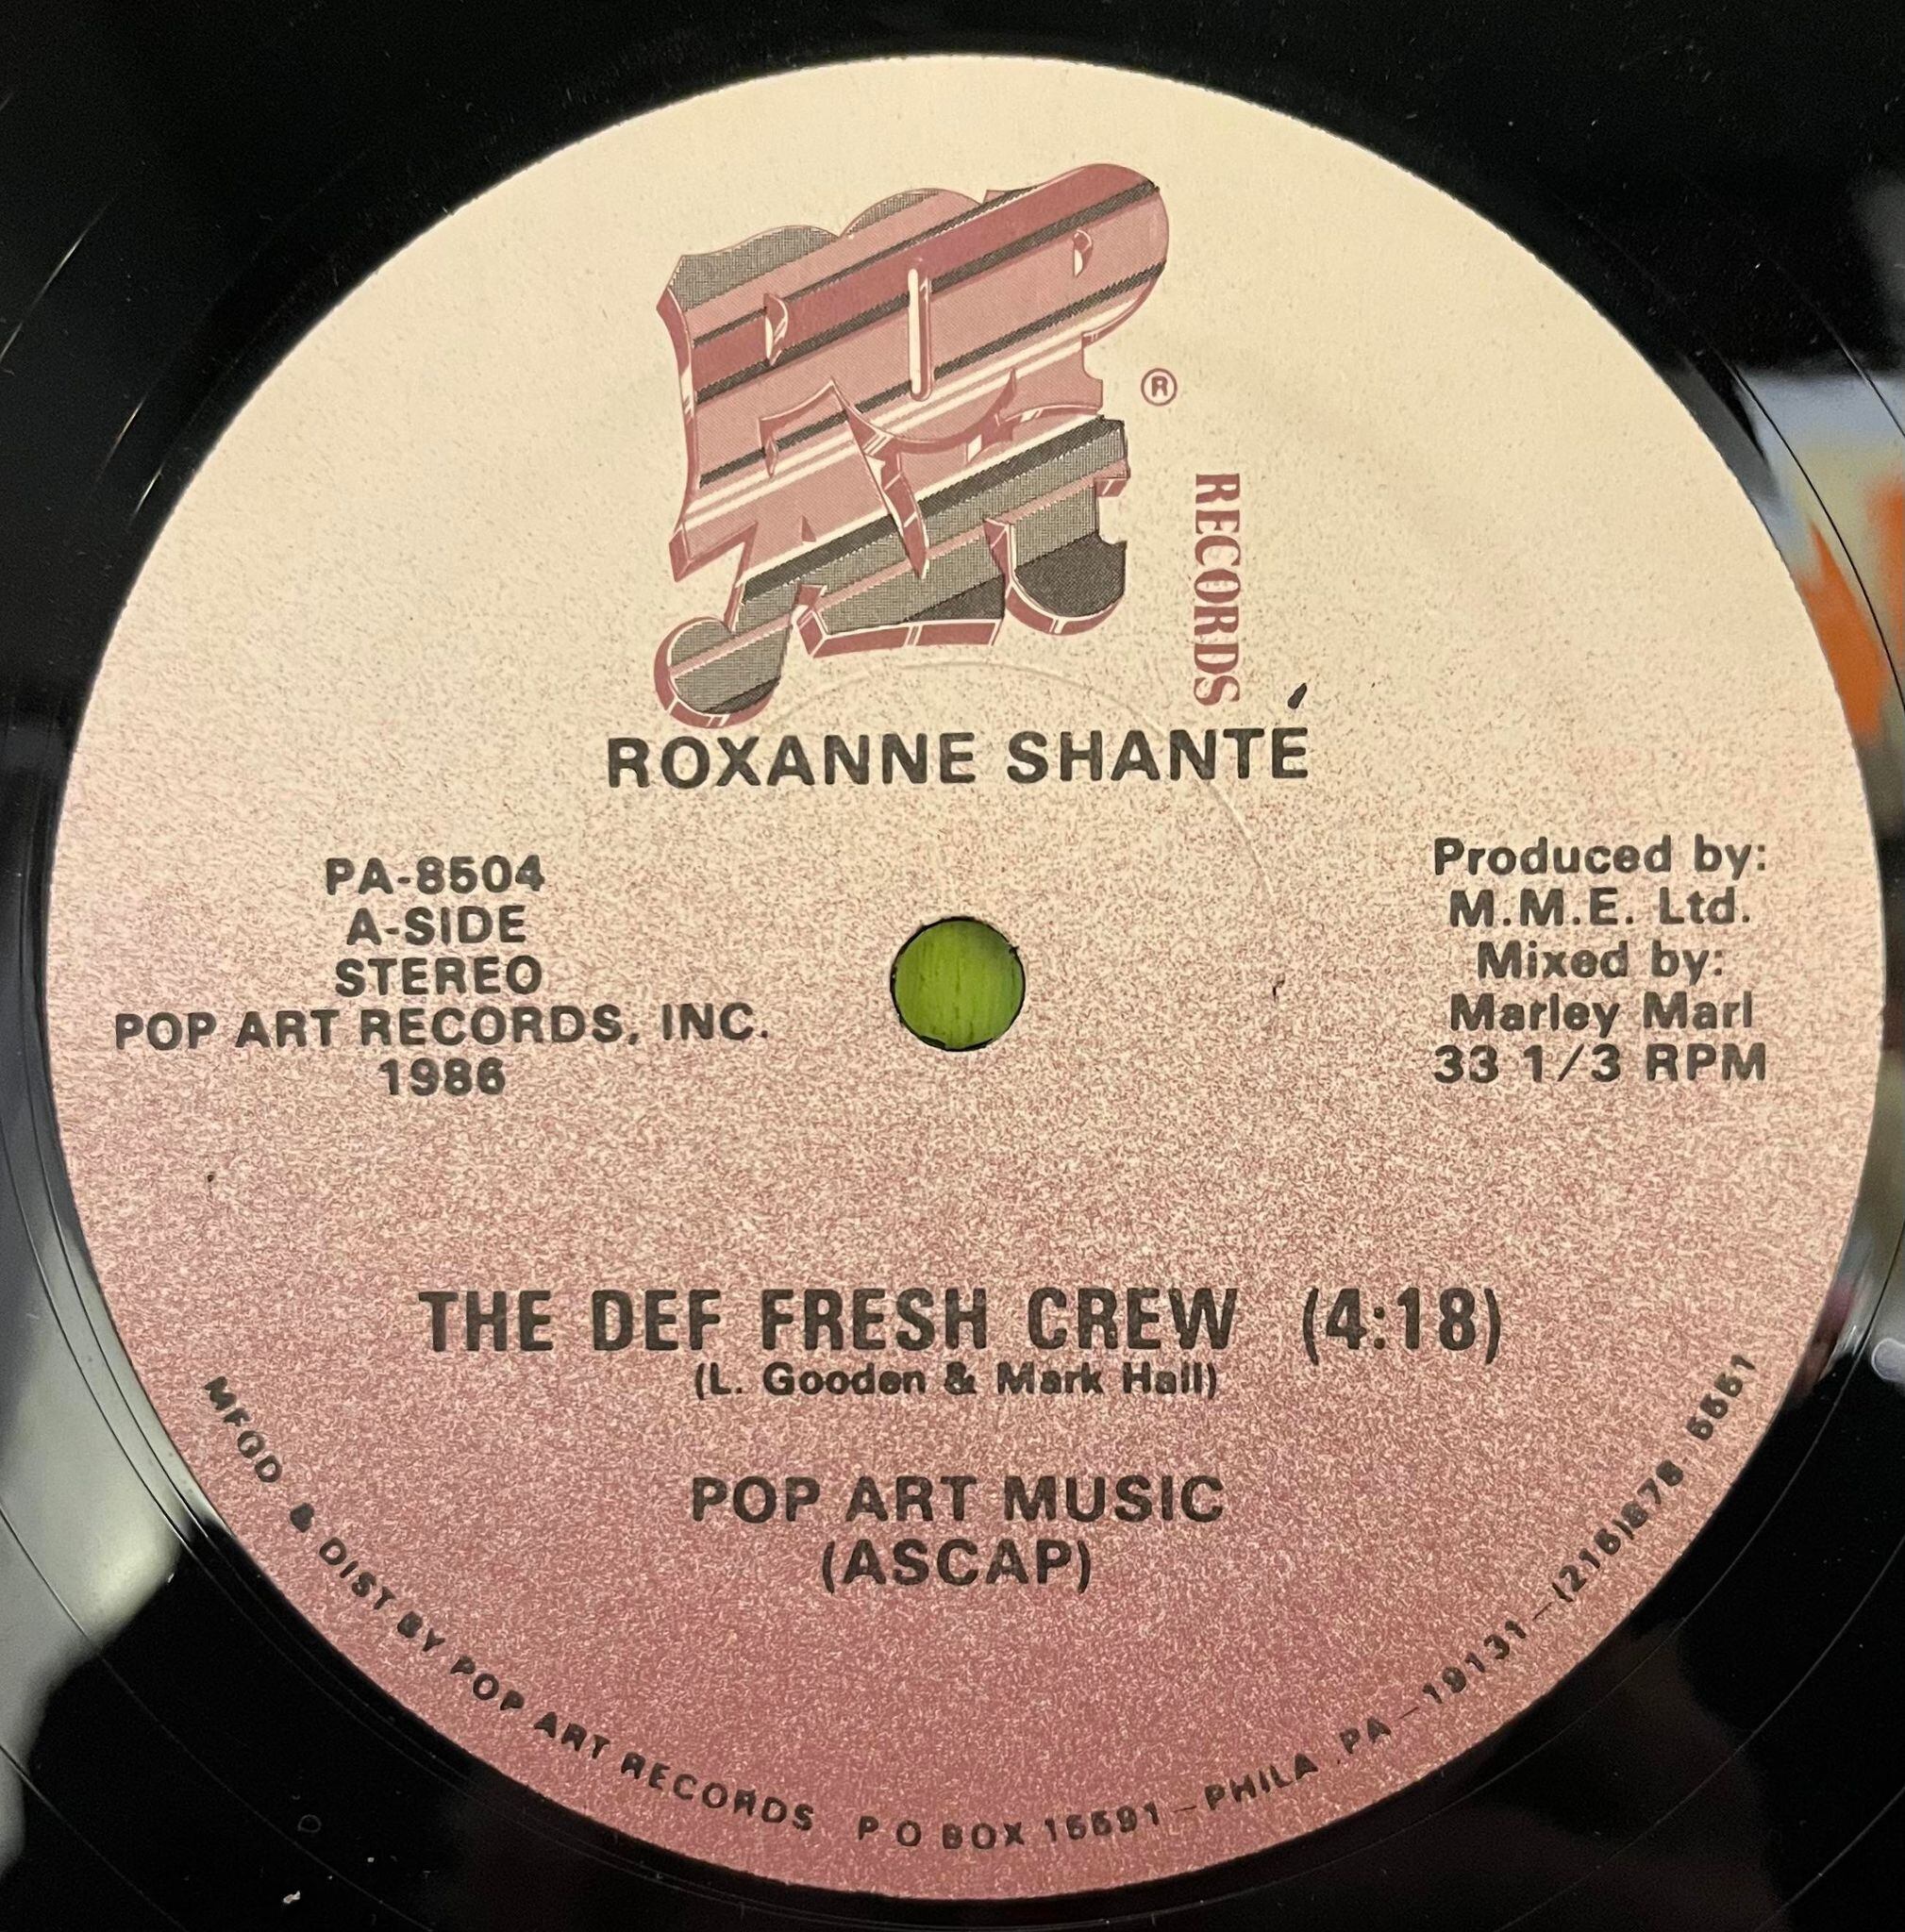 POP
ART
®
RECORDS
ROXANNE SHANTÉ
PA-8504
A-SIDE
STEREO
POP ART RECORDS, INC.
1986
Produced by:
M.M.E. Ltd.
Mixed by:
Marley Marl
33 1/3 RPM
THE DEF FRESH CREW (4:18)
(L. Gooden & Mark Hall)
POP ART MUSIC
(ASCAP)
MFGD & DIST BY POP ART RECORDS P O BOX – PHILA PA – 19131 – (215)878